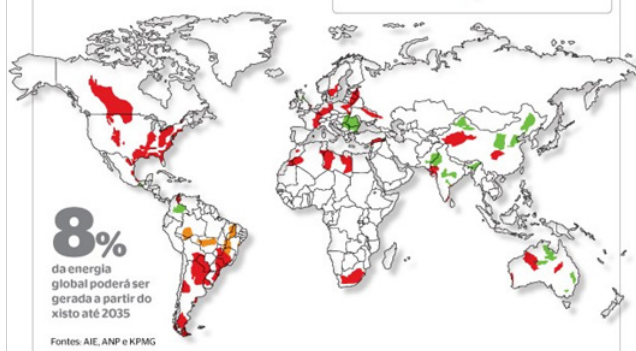 8%
da energia
global poderá ser
gerada a partir do
xisto até 2035
Fontes: AIE, ANP e KPMG